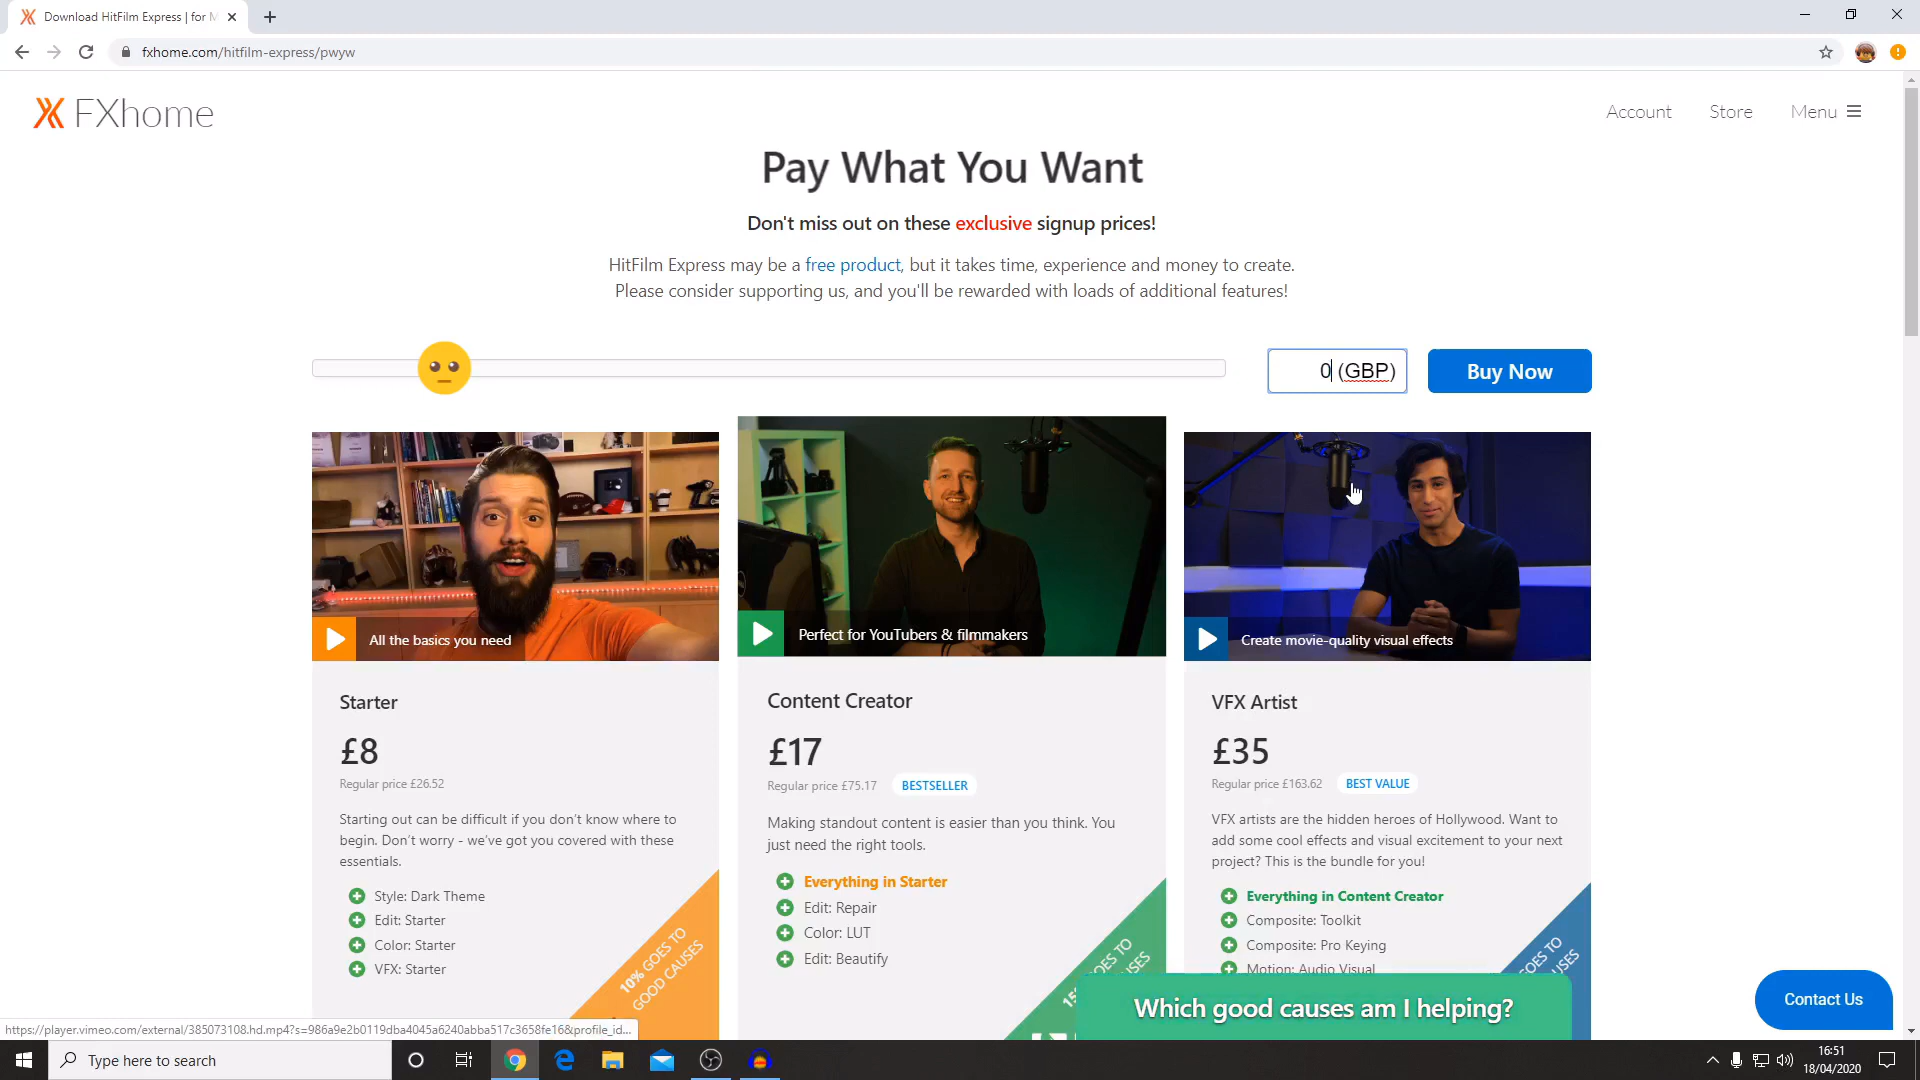 Download HitFilm Express | for M
fxhome.com/hitfilm-express/pwyw
FXhome
Account
Store
Menu
Pay What You Want
Don't miss out on these exclusive signup prices!
HitFilm Express may be a free product, but it takes time, experience and money to create.
Please consider supporting us, and you'll be rewarded with loads of additional features!
0 (GBP)
Buy Now
All the basics you need
Perfect for YouTubers & filmmakers
Create movie-quality visual effects
Starter
£8
Regular price £26.52
Starting out can be difficult if you don't know where to
begin. Don't worry - we've got you covered with these
essentials.
Style: Dark Theme
Edit: Starter
Color: Starter
VFX: Starter
10% GOES TO
GOOD CAUSES
Content Creator
£17
Regular price £75.17
BESTSELLER
Making standout content is easier than you think. You
just need the right tools.
Everything in Starter
Edit: Repair
Color: LUT
Edit: Beautify
VFX Artist
£35
Regular price £163.62
BEST VALUE
VFX artists are the hidden heroes of Hollywood. Want to
add some cool effects and visual excitement to your next
project? This is the bundle for you!
Everything in Content Creator
Composite: Toolkit
Composite: Pro Keying
Motion: Audio Visual
Which good causes am I helping?
Contact Us
https://player.vimeo.com/external/385073108.hd.mp4?s=986a9e2b0119dba4045a6240abba517c3658fe16&profile_id...
Type here to search
16:51
18/04/2020